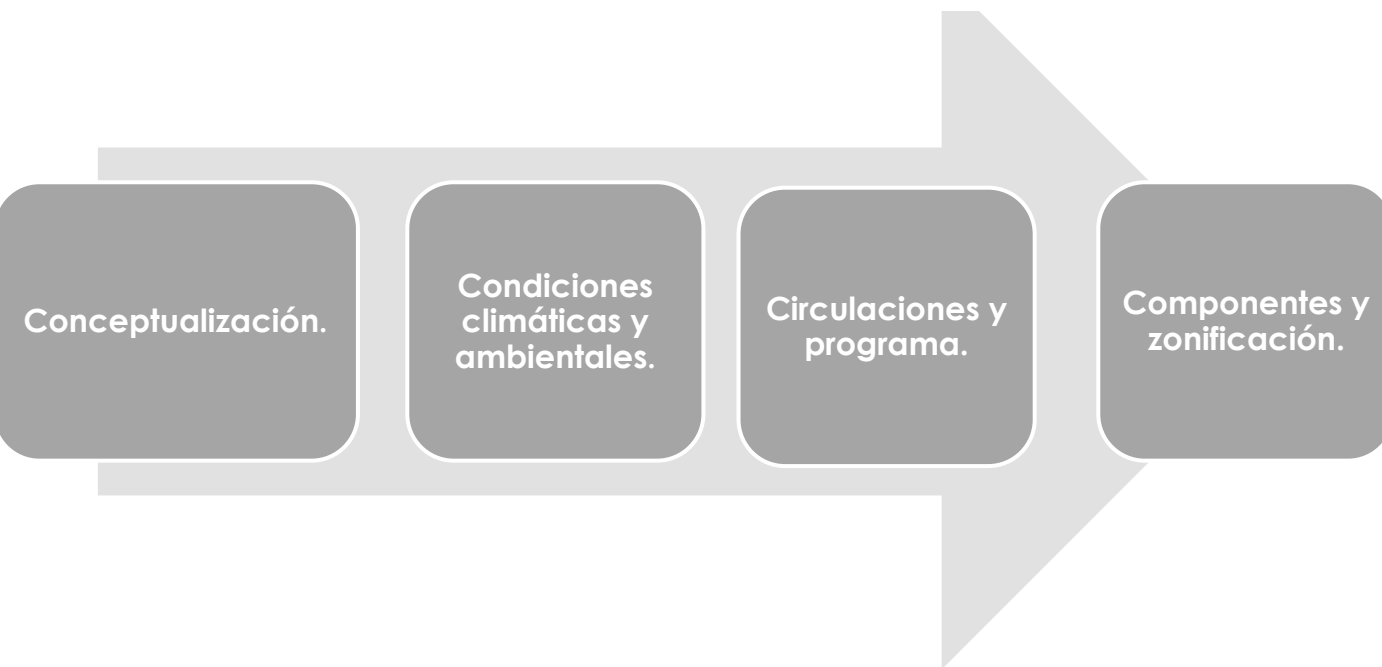 Conceptualización.
Condiciones
climáticas y
ambientales.
Circulaciones y
programa.
Componentes y
zonificación.